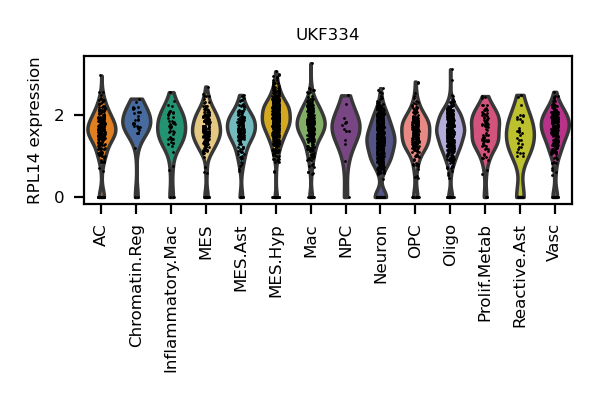 UKF334
RPL14 expression
2
0
AC
Chromatin.Reg
Inflammatory.Mac
MES
MES.Ast
MES.Hyp
Mac
NPC
Neuron
OPC
Oligo
Prolif.Metab
Reactive.Ast
Vasc